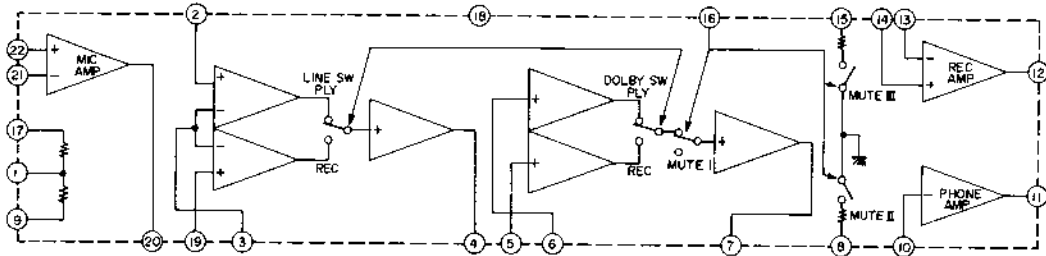 2
18
16
15
14
13
22
+
MIC
AMP
21
−
20
17
1
9
+
−
−
+
LINE SW
PLY
REC
+
19
3
4
+
+
DOLBY SW
PLY
REC
MUTE I
+
5
6
7
MUTE III
MUTE II
8
−
+
REC
AMP
12
−
PHONE
AMP
11
10